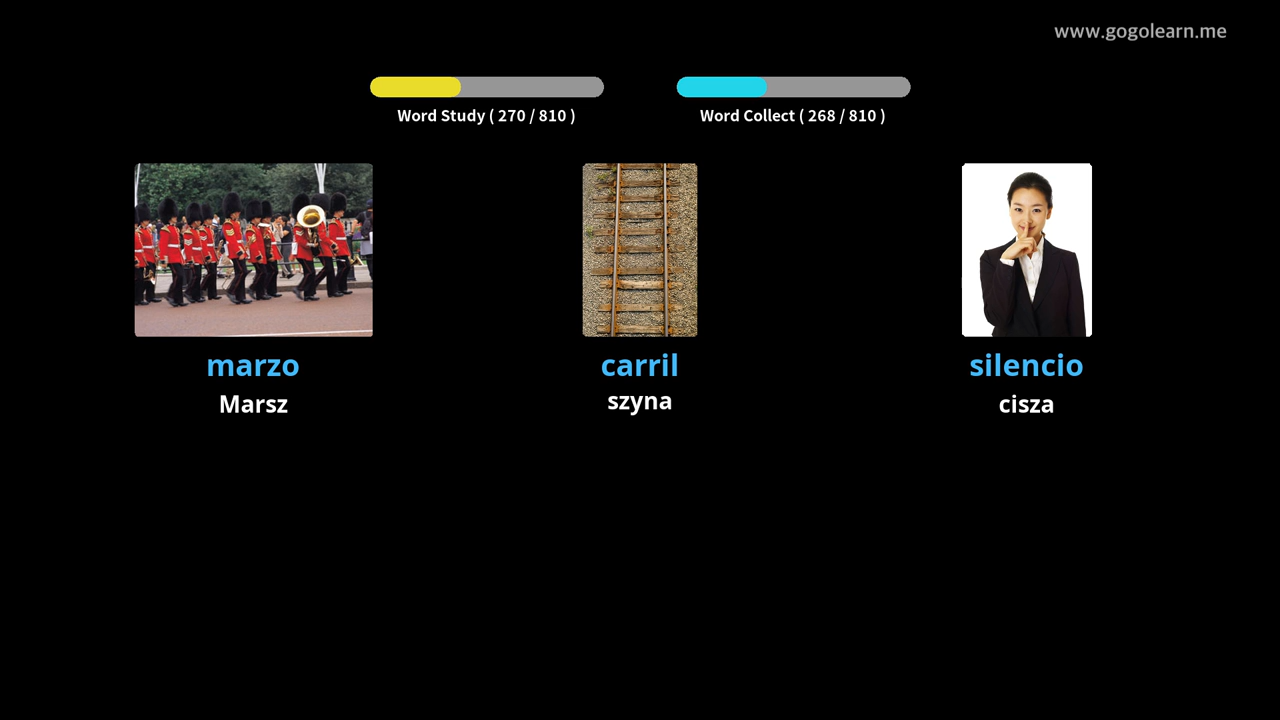 www.gogolearn.me
Word Study ( 270 / 810 )
Word Collect ( 268 / 810 )
marzo
carril
silencio
Marsz
szyna
cisza